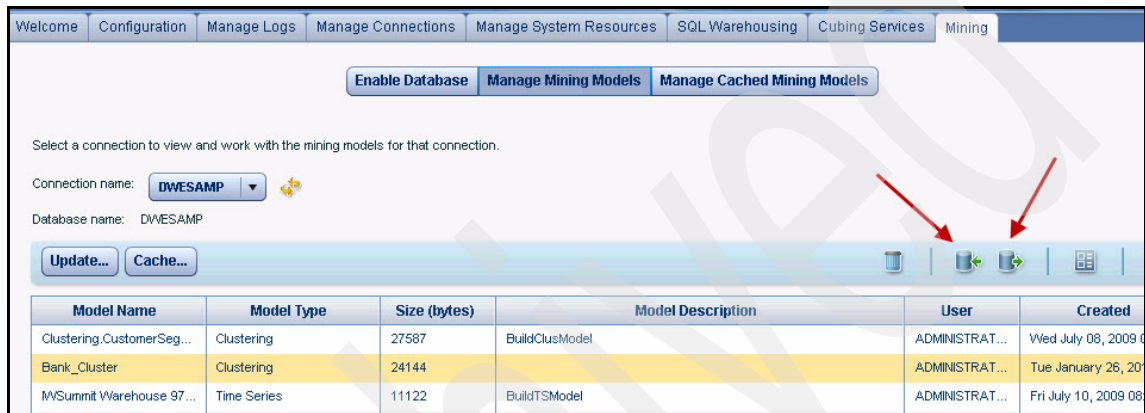 Welcome Configuration Manage Logs Manage Connections Manage System Resources SQL Warehousing Cubing Services Mining
Enable Database Manage Mining Models Manage Cached Mining Models
Select a connection to view and work with the mining models for that connection.
Connection name: DWESAMP
Database name: DWESAMP
Update... Cache...
Model Name Model Type Size (bytes) Model Description User Created
Clustering.CustomerSeg... Clustering 27587 BuildClusModel ADMINISTRAT... Wed July 08, 2009 0
Bank_Cluster Clustering 24144 ADMINISTRAT... Tue January 26, 20
IWSummit Warehouse 97... Time Series 11122 BuildTSModel ADMINISTRAT... Fri July 10, 2009 08